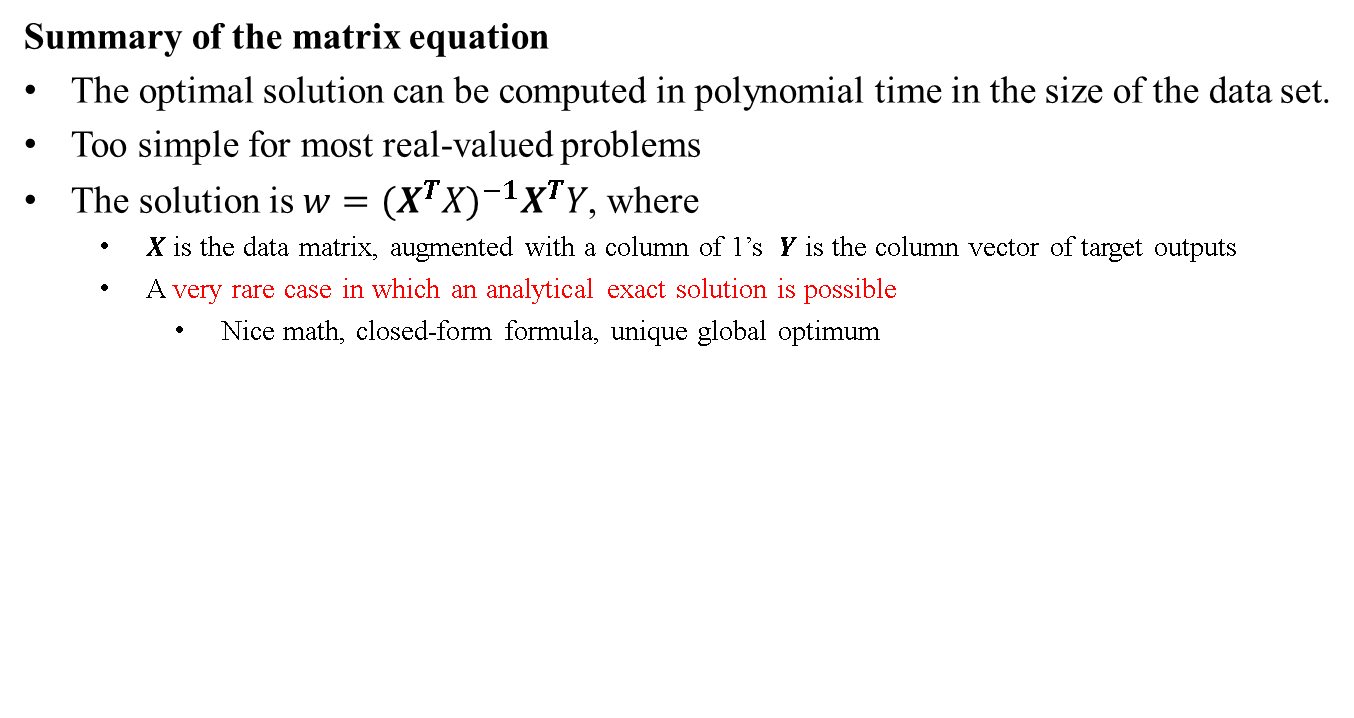 Summary of the matrix equation
• The optimal solution can be computed in polynomial time in the size of the data set.
• Too simple for most real-valued problems
• The solution is w = (XᵀX)⁻¹XᵀY, where
• X is the data matrix, augmented with a column of 1’s Y is the column vector of target outputs
• A very rare case in which an analytical exact solution is possible
• Nice math, closed-form formula, unique global optimum